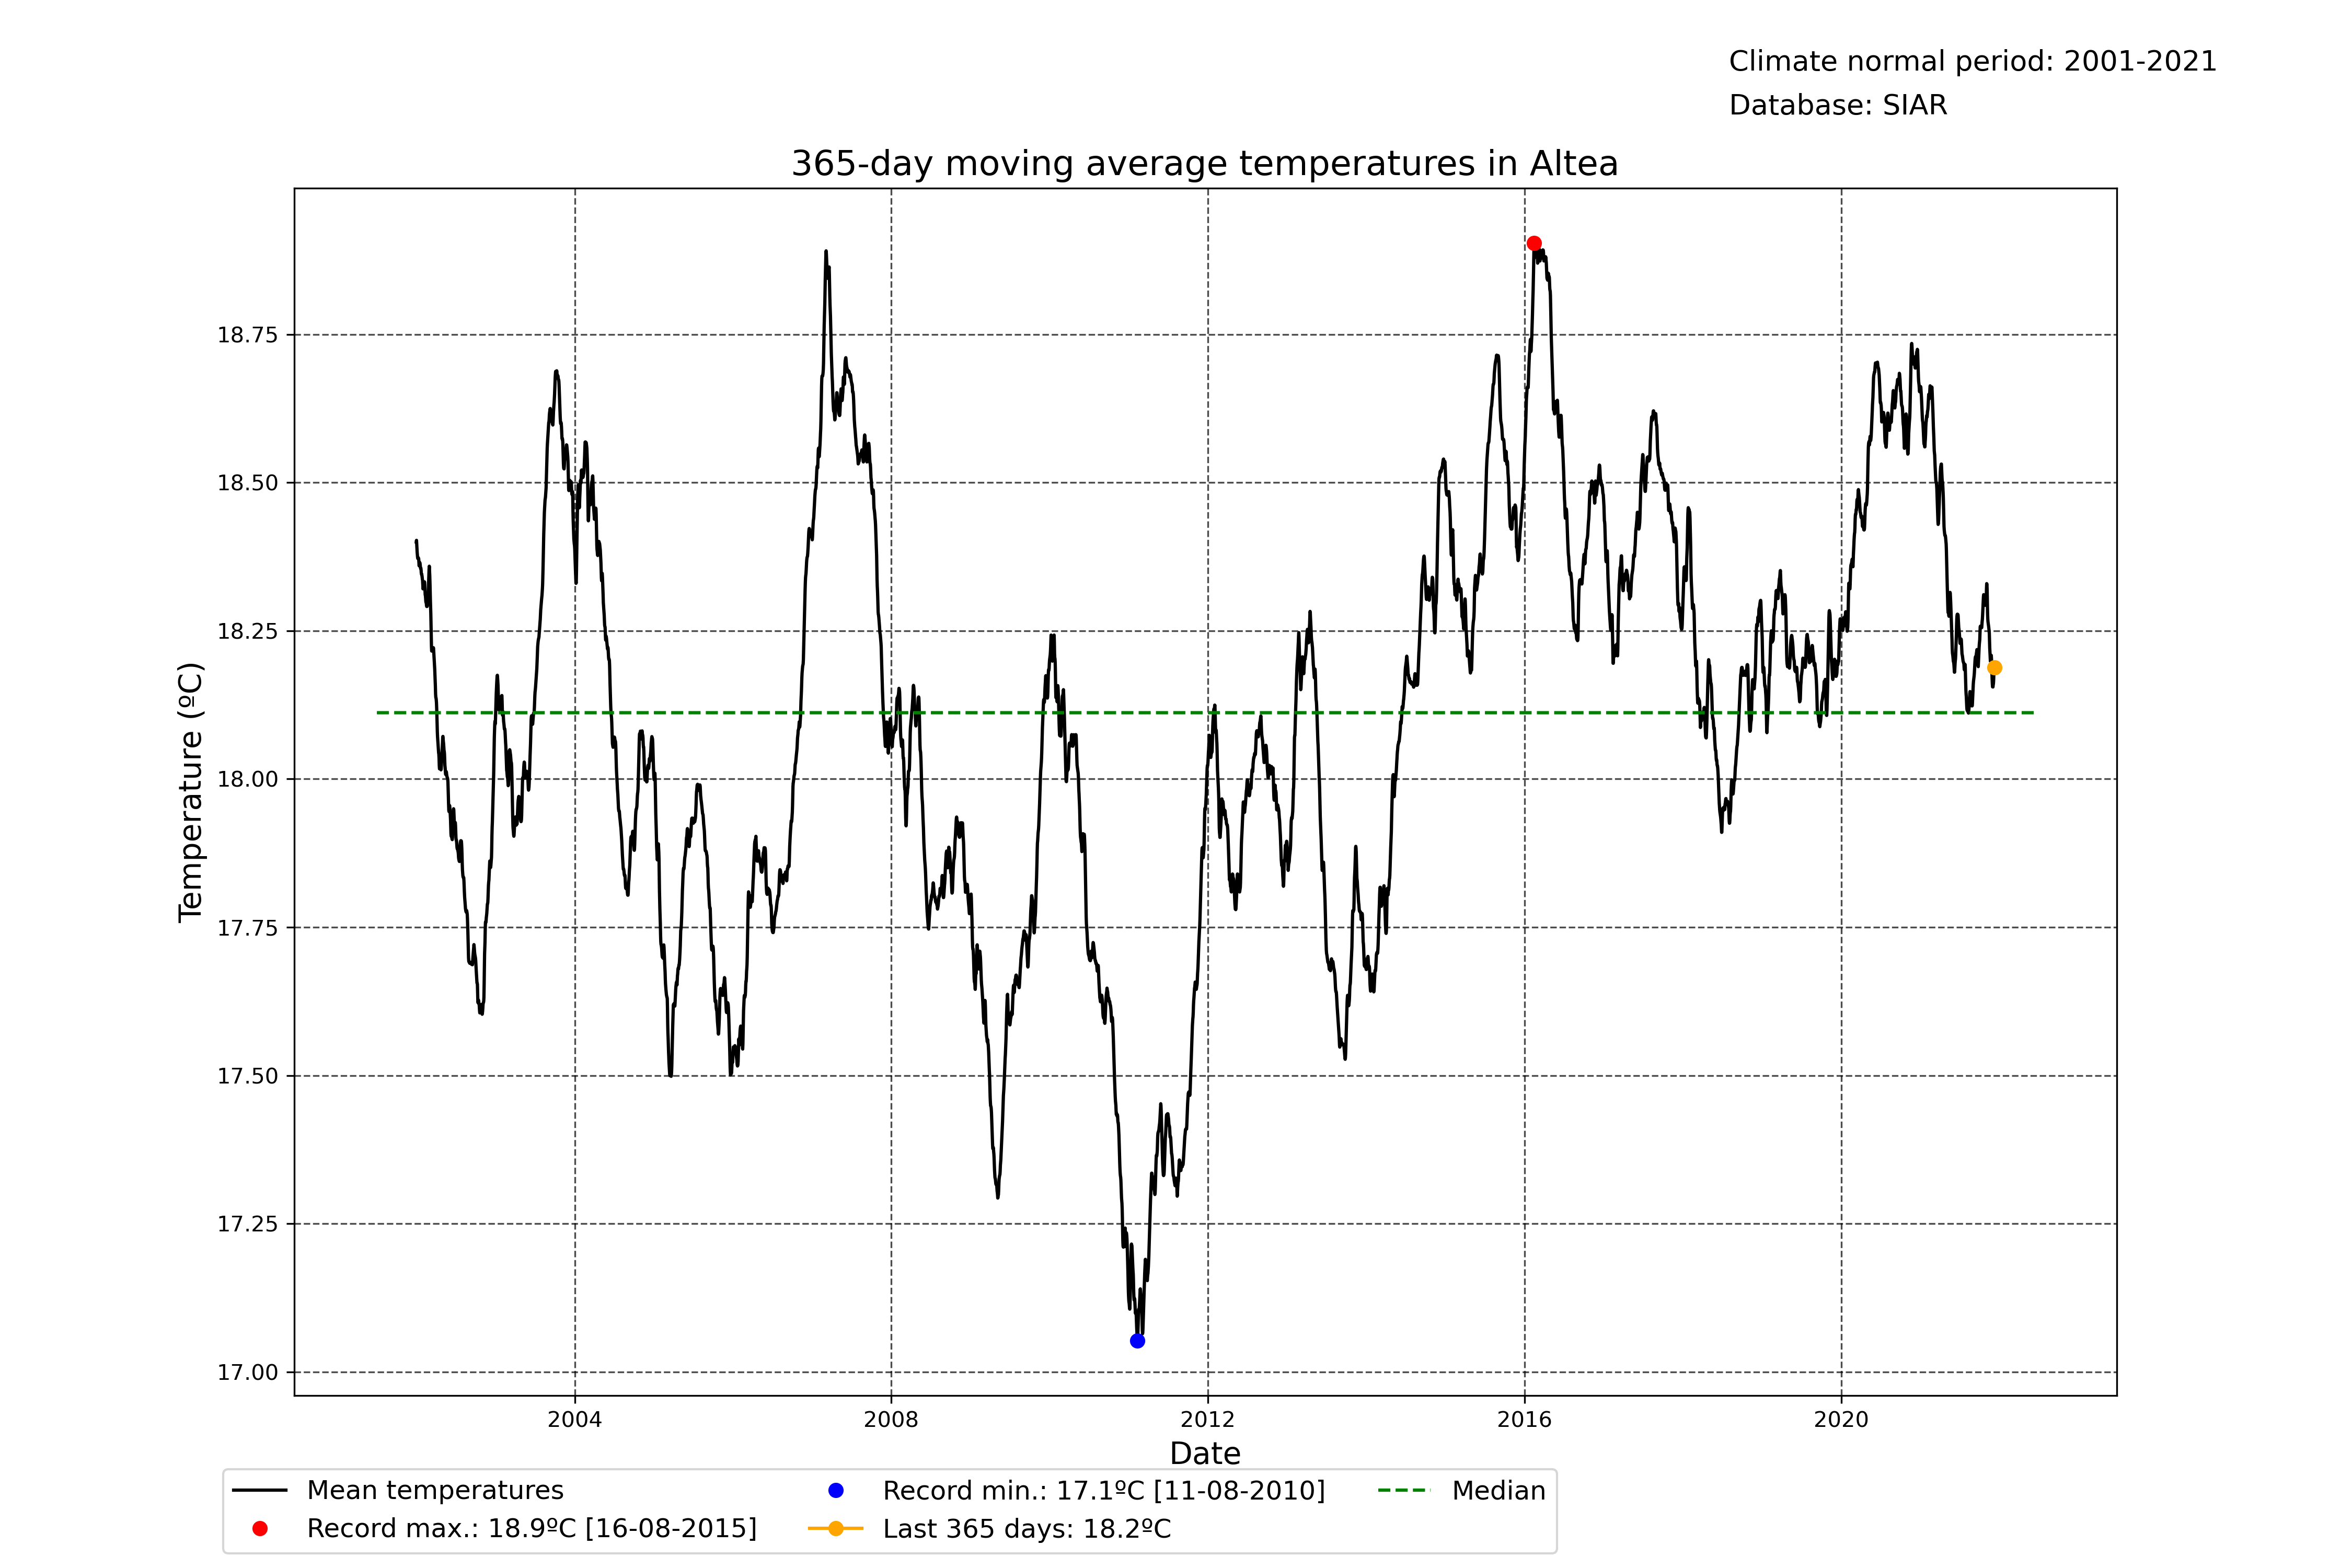 Climate normal period: 2001-2021
Database: SIAR
365-day moving average temperatures in Altea
Temperature (ºC)
18.75
18.50
18.25
18.00
17.75
17.50
17.25
17.00
2004 2008 2012 2016 2020
Date
Mean temperatures
Record max.: 18.9ºC [16-08-2015]
Record min.: 17.1ºC [11-08-2010]
Last 365 days: 18.2ºC
Median